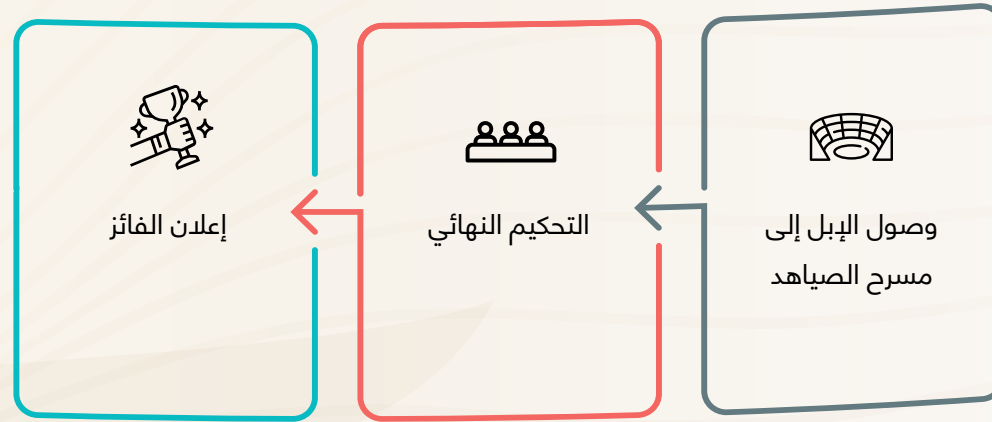 وصول الإبل إلى
مسرح الصياهد
التحكيم النهائي
إعلان الفائز